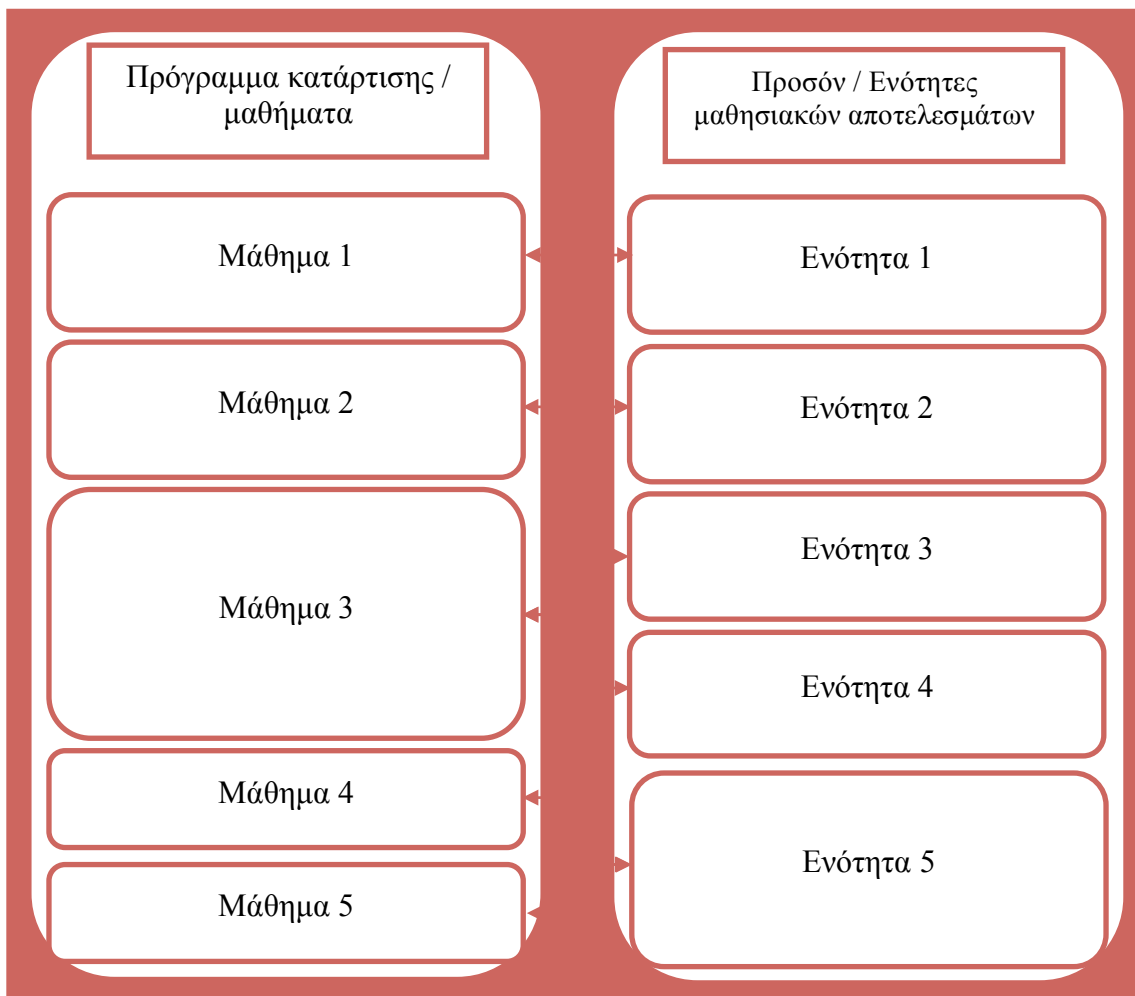 Πρόγραμμα κατάρτισης /
μαθήματα
Μάθημα 1
Μάθημα 2
Μάθημα 3
Μάθημα 4
Μάθημα 5
Προσόν / Ενότητες
μαθησιακών αποτελεσμάτων
Ενότητα 1
Ενότητα 2
Ενότητα 3
Ενότητα 4
Ενότητα 5